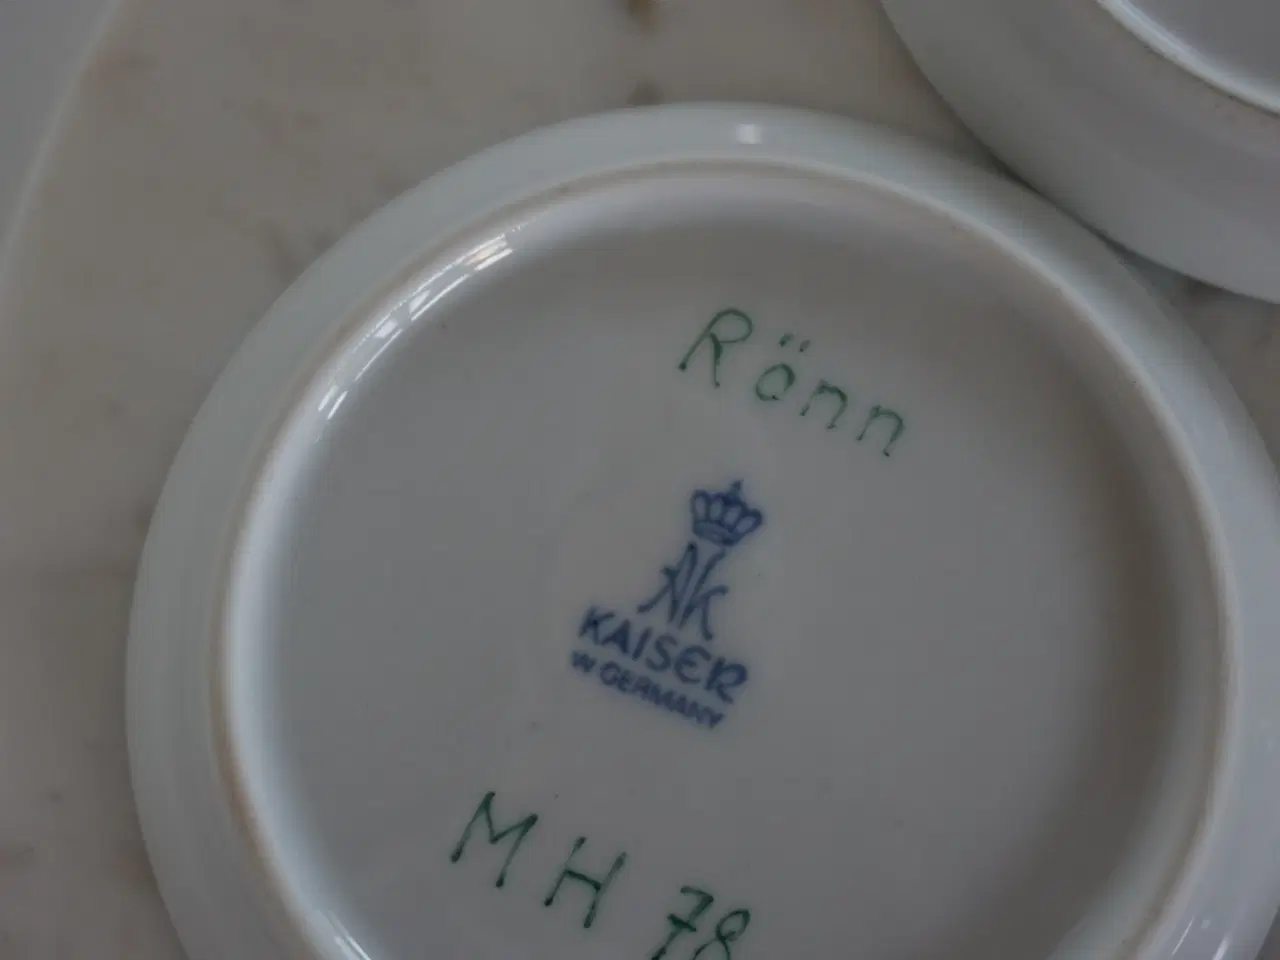 Rönn
AK
KAISER
W GERMANY
MH 78